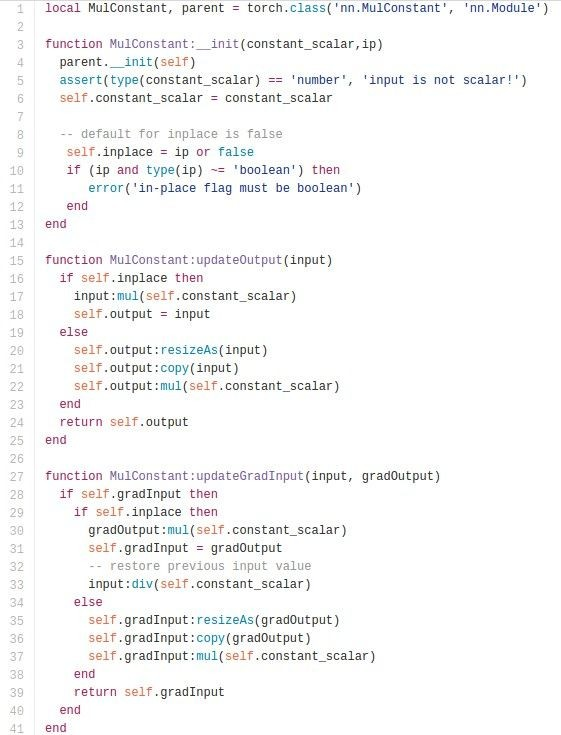 1 local MulConstant, parent = torch.class('nn.MulConstant', 'nn.Module')
2
3 function MulConstant:__init(constant_scalar,ip)
4   parent.__init(self)
5   assert(type(constant_scalar) == 'number', 'input is not scalar!')
6   self.constant_scalar = constant_scalar
7
8   -- default for inplace is false
9    self.inplace = ip or false
10    if (ip and type(ip) ~= 'boolean') then
11       error('in-place flag must be boolean')
12    end
13 end
14
15 function MulConstant:updateOutput(input)
16   if self.inplace then
17     input:mul(self.constant_scalar)
18     self.output = input
19   else
20     self.output:resizeAs(input)
21     self.output:copy(input)
22     self.output:mul(self.constant_scalar)
23   end
24   return self.output
25 end
26
27 function MulConstant:updateGradInput(input, gradOutput)
28   if self.gradInput then
29     if self.inplace then
30       gradOutput:mul(self.constant_scalar)
31       self.gradInput = gradOutput
32       -- restore previous input value
33       input:div(self.constant_scalar)
34     else
35       self.gradInput:resizeAs(gradOutput)
36       self.gradInput:copy(gradOutput)
37       self.gradInput:mul(self.constant_scalar)
38     end
39     return self.gradInput
40   end
41 end